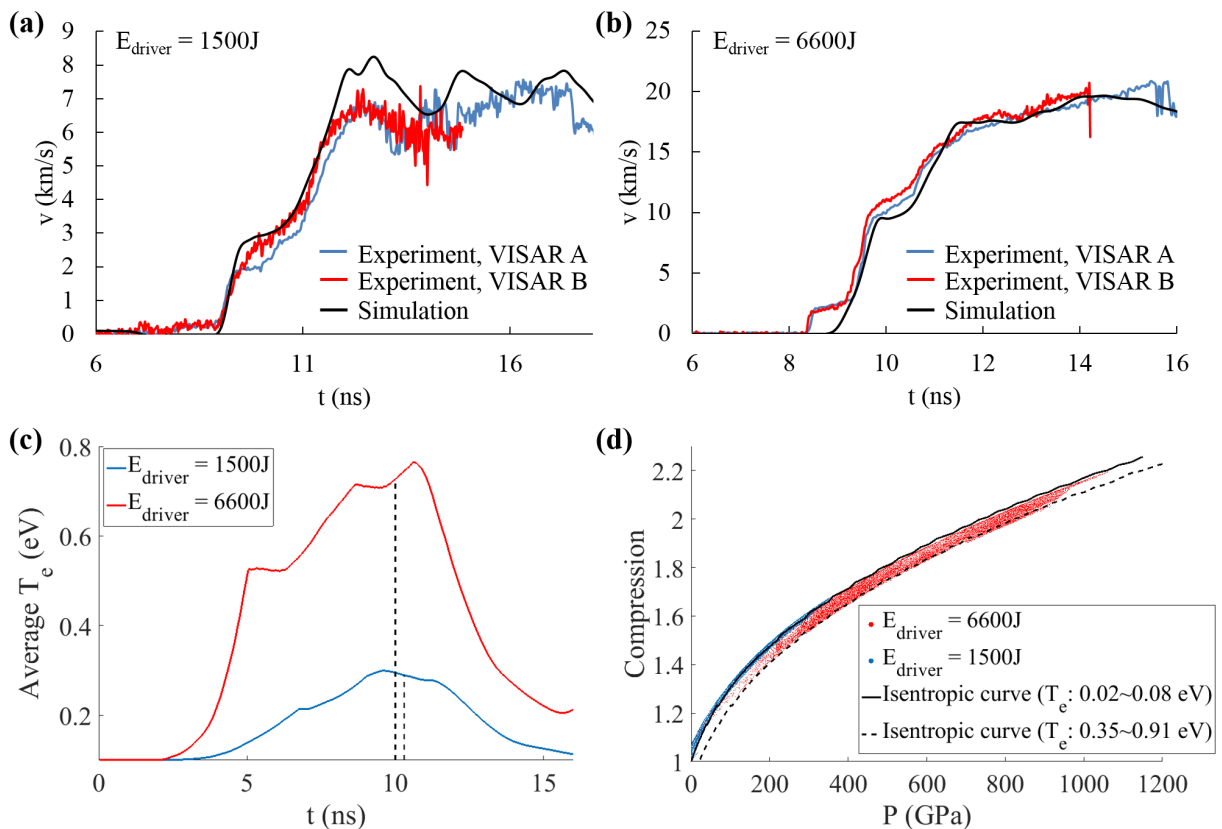 (a)
E_driver = 1500J
9
8
7
6
5
4
3
2
1
0
v (km/s)
Experiment, VISAR A
Experiment, VISAR B
Simulation
6 11 16
t (ns)
(b)
E_driver = 6600J
25
20
15
10
5
0
v (km/s)
Experiment, VISAR A
Experiment, VISAR B
Simulation
6 8 10 12 14 16
t (ns)
(c)
0.8
0.6
0.4
0.2
Average T_e (eV)
E_driver = 1500J
E_driver = 6600J
0 5 10 15
t (ns)
(d)
2.2
2
1.8
1.6
1.4
1.2
1
Compression
E_driver = 6600J
E_driver = 1500J
Isentropic curve (T_e: 0.02~0.08 eV)
Isentropic curve (T_e: 0.35~0.91 eV)
0 200 400 600 800 1000 1200
P (GPa)